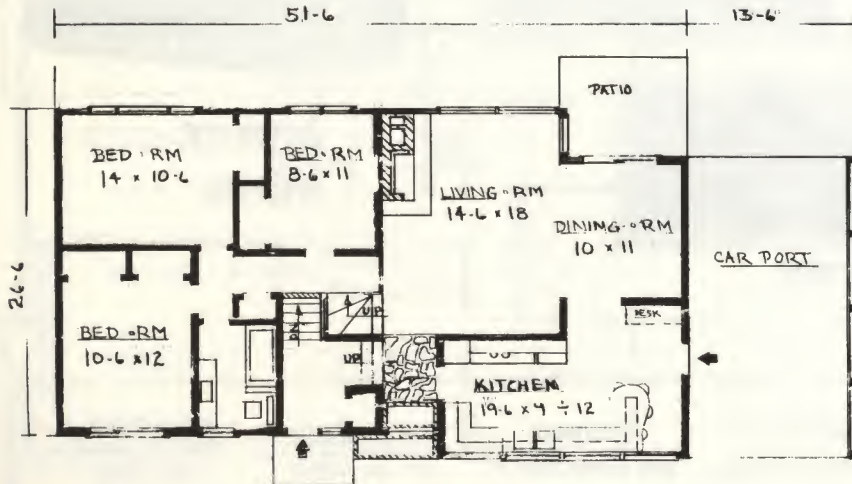 51-6
13-6
PATIO
BED·RM
14 x 10-6
BED·RM
8-6 x 11
LIVING·RM
14-6 x 18
DINING·RM
10 x 11
CAR PORT
26-6
UP
DN
DESK
BED·RM
10-6 x 12
UP
KITCHEN
19-6 x 9 ÷ 12